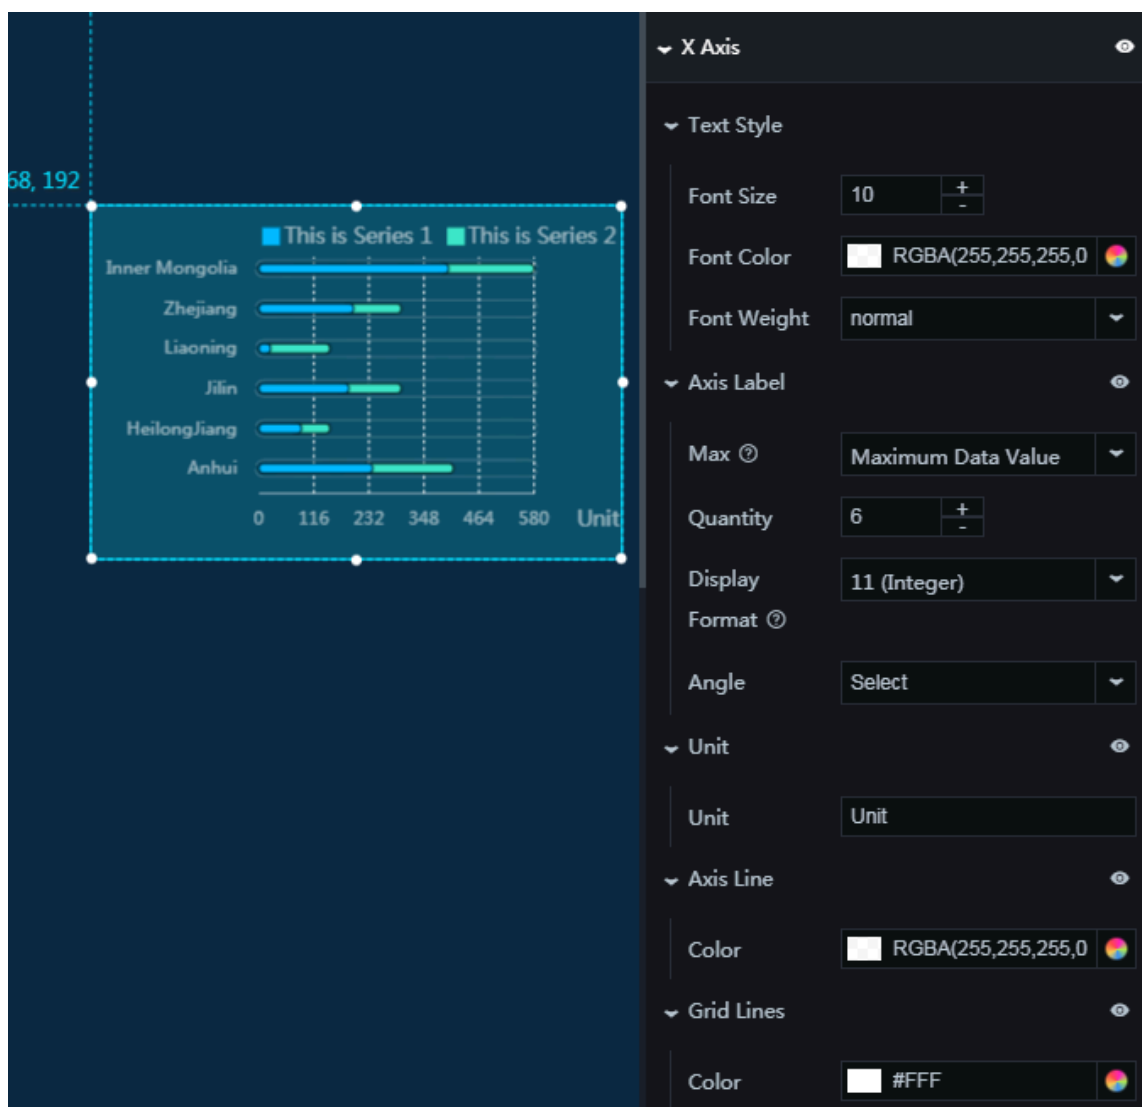 68, 192
This is Series 1 This is Series 2
Inner Mongolia
Zhejiang
Liaoning
Jilin
HeilongJiang
Anhui
0 116 232 348 464 580 Unit
X Axis
Text Style
Font Size 10 + -
Font Color RGBA(255,255,255,0
Font Weight normal
Axis Label
Max ? Maximum Data Value
Quantity 6 + -
Display 11 (Integer)
Format ?
Angle Select
Unit
Unit Unit
Axis Line
Color RGBA(255,255,255,0
Grid Lines
Color #FFF